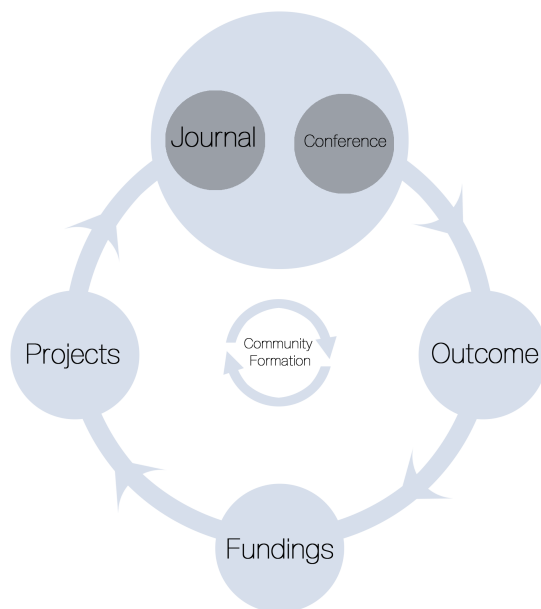 Journal
Conference
Projects
Community
Formation
Outcome
Fundings